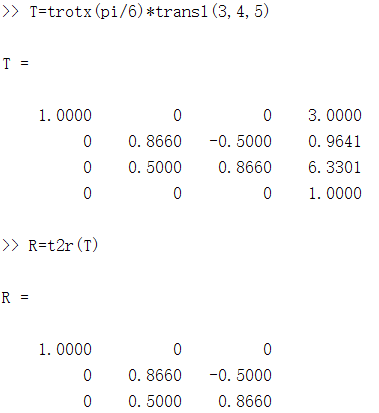 >> T=trotx(pi/6)*transl(3,4,5)
T =
1.0000 0 0 3.0000
0 0.8660 -0.5000 0.9641
0 0.5000 0.8660 6.3301
0 0 0 1.0000
>> R=t2r(T)
R =
1.0000 0 0
0 0.8660 -0.5000
0 0.5000 0.8660